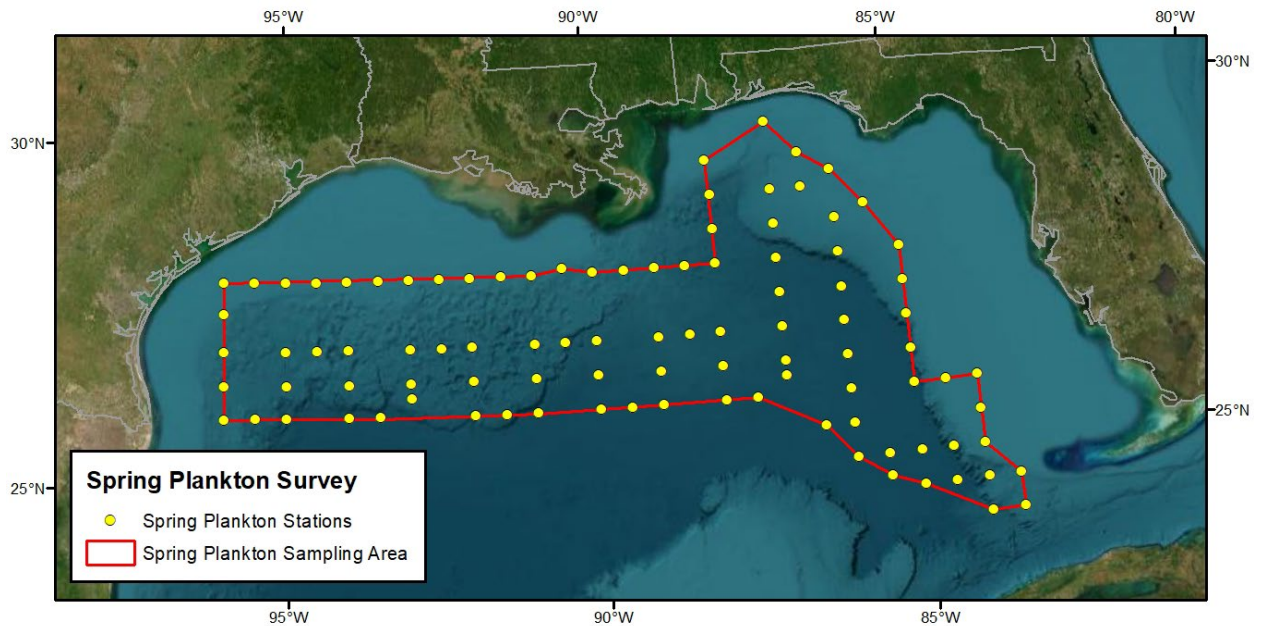 95°W 90°W 85°W 80°W
30°N
30°N
25°N
25°N
Spring Plankton Survey
Spring Plankton Stations
Spring Plankton Sampling Area
95°W 90°W 85°W